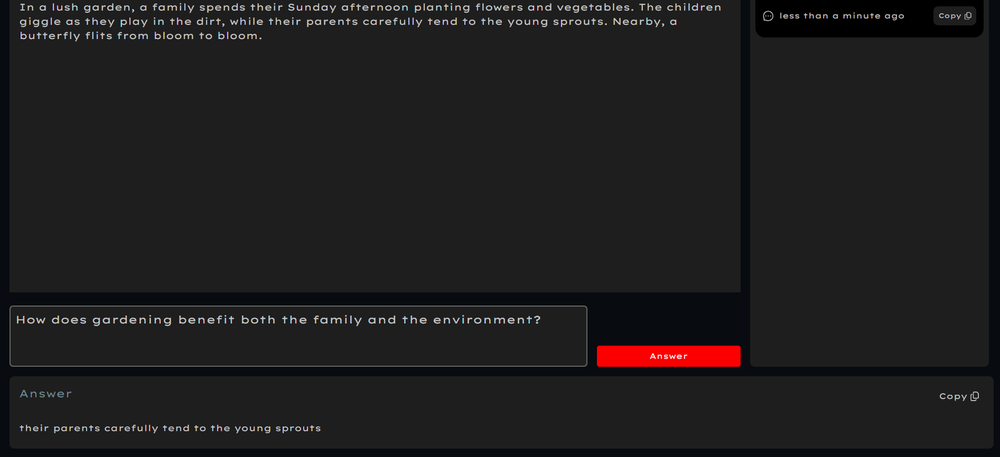 In a lush garden, a family spends their Sunday afternoon planting flowers and vegetables. The children
giggle as they play in the dirt, while their parents carefully tend to the young sprouts. Nearby, a
butterfly flits from bloom to bloom.
less than a minute ago
Copy
How does gardening benefit both the family and the environment?
Answer
Answer
Copy
their parents carefully tend to the young sprouts